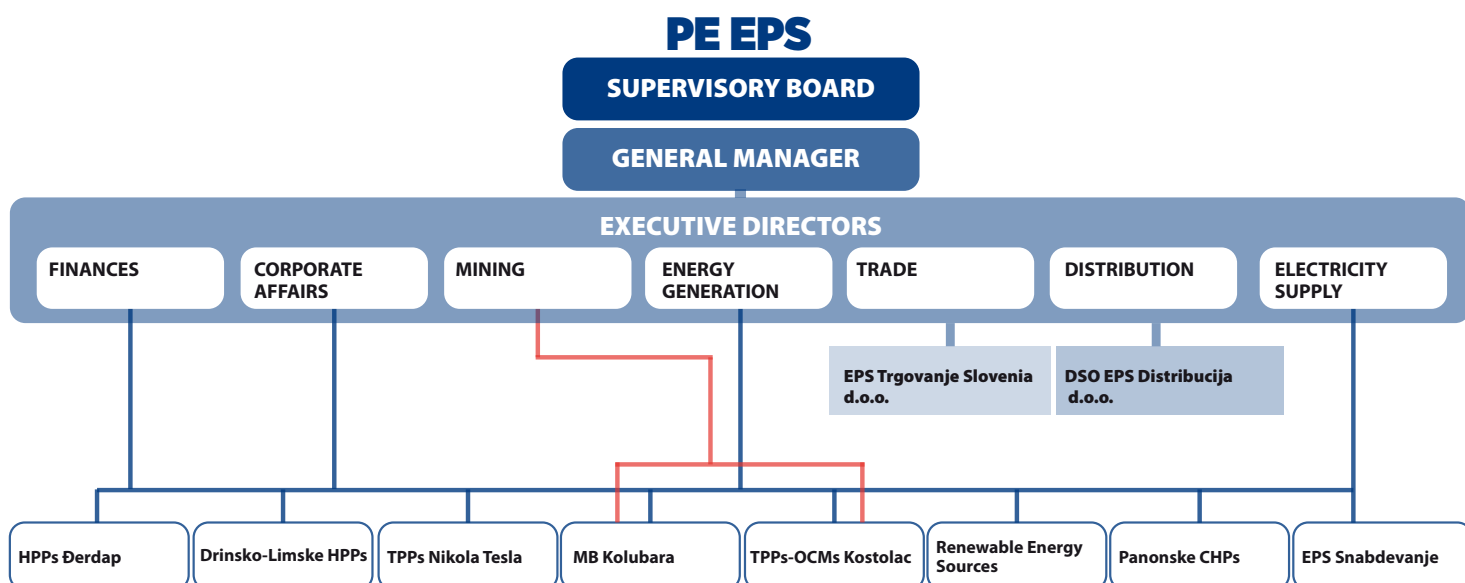 PE EPS
SUPERVISORY BOARD
GENERAL MANAGER
EXECUTIVE DIRECTORS
FINANCES
CORPORATE
AFFAIRS
MINING
ENERGY
GENERATION
TRADE
DISTRIBUTION
ELECTRICITY
SUPPLY
EPS Trgovanje Slovenia
d.o.o.
DSO EPS Distribucija
d.o.o.
HPPs Đerdap
Drinsko-Limske HPPs
TPPs Nikola Tesla
MB Kolubara
TPPs-OCMs Kostolac
Renewable Energy
Sources
Panonske CHPs
EPS Snabdevanje